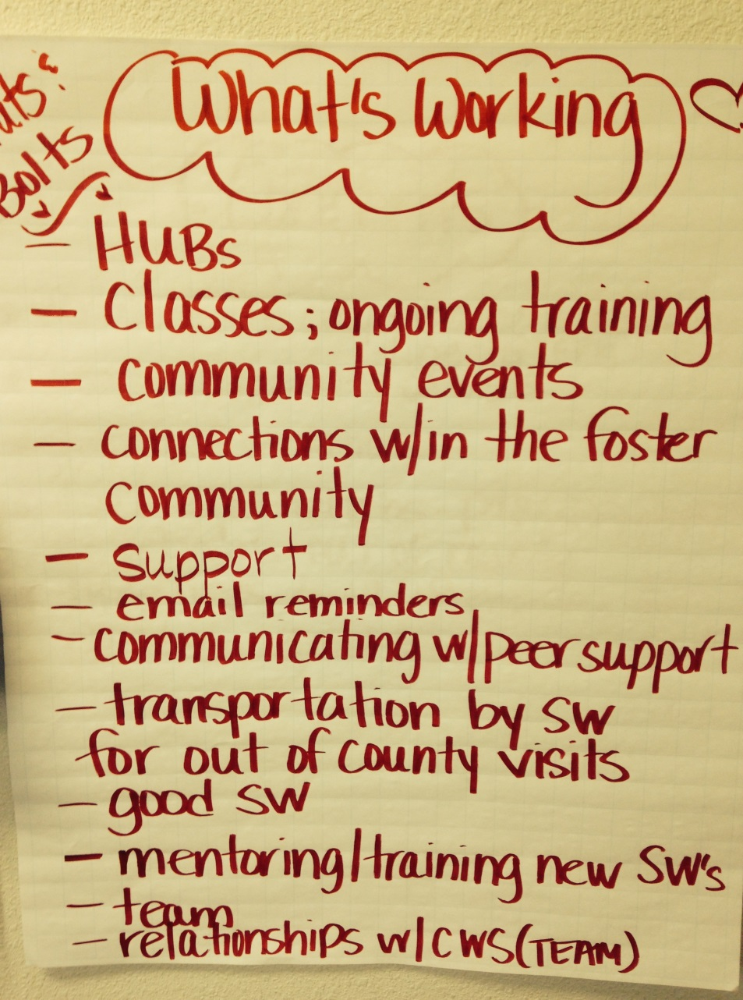 What's Working
Bolts
- HUBs
- Classes; ongoing training
- community events
- connections w/in the foster
community
- support
- email reminders
- communicating w/peer support
- transportation by SW
for out of county visits
- good SW
- mentoring/training new SW's
- team
- relationships w/CWS (TEAM)